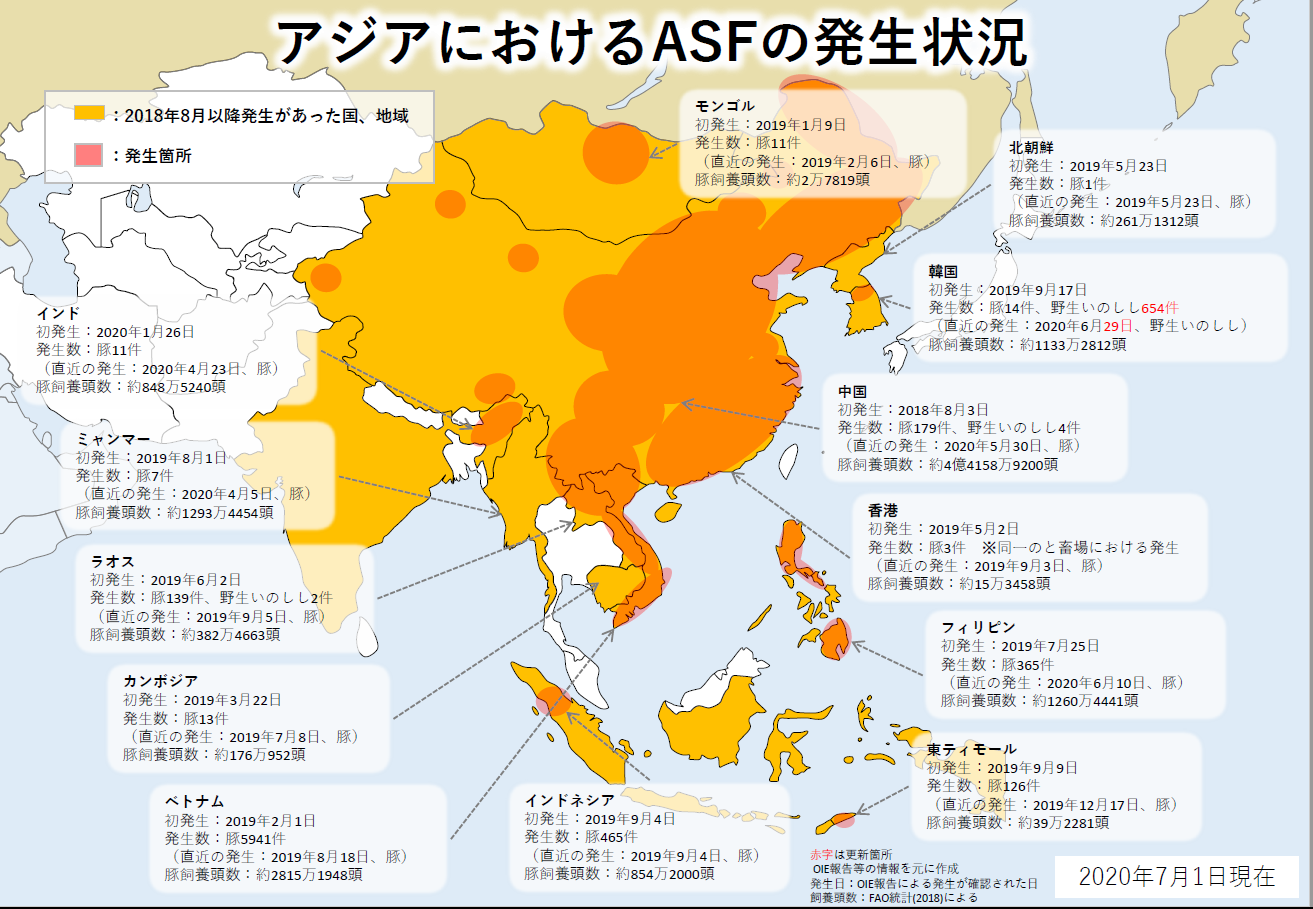 アジアにおけるASFの発生状況
：2018年8月以降発生があった国、地域
：発生箇所
モンゴル
初発生：2019年1月9日
発生数：豚11件
（直近の発生：2019年2月6日、豚）
豚飼養頭数：約2万7819頭
北朝鮮
初発生：2019年5月23日
発生数：豚1件
（直近の発生：2019年5月23日、豚）
豚飼養頭数：約261万1312頭
韓国
初発生：2019年9月17日
発生数：豚14件、野生いのしし654件
（直近の発生：2020年6月29日、野生いのしし）
豚飼養頭数：約1133万2812頭
インド
初発生：2020年1月26日
発生数：豚11件
（直近の発生：2020年4月23日、豚）
豚飼養頭数：約848万5240頭
中国
初発生：2018年8月3日
発生数：豚179件、野生いのしし4件
（直近の発生：2020年5月30日、豚）
豚飼養頭数：約4億4158万9200頭
ミャンマー
初発生：2019年8月1日
発生数：豚7件
（直近の発生：2020年4月5日、豚）
豚飼養頭数：約1293万4454頭
香港
初発生：2019年5月2日
発生数：豚3件　※同一のと畜場における発生
（直近の発生：2019年9月3日、豚）
豚飼養頭数：約15万3458頭
ラオス
初発生：2019年6月2日
発生数：豚139件、野生いのしし2件
（直近の発生：2019年9月5日、豚）
豚飼養頭数：約382万4663頭
フィリピン
初発生：2019年7月25日
発生数：豚365件
（直近の発生：2020年6月10日、豚）
豚飼養頭数：約1260万4441頭
カンボジア
初発生：2019年3月22日
発生数：豚13件
（直近の発生：2019年7月8日、豚）
豚飼養頭数：約176万952頭
東ティモール
初発生：2019年9月9日
発生数：豚126件
（直近の発生：2019年12月17日、豚）
豚飼養頭数：約39万2281頭
ベトナム
初発生：2019年2月1日
発生数：豚5941件
（直近の発生：2019年8月18日、豚）
豚飼養頭数：約2815万1948頭
インドネシア
初発生：2019年9月4日
発生数：豚465件
（直近の発生：2019年9月4日、豚）
豚飼養頭数：約854万2000頭
赤字は更新箇所
OIE報告等の情報を元に作成
発生日：OIE報告による発生が確認された日
飼養頭数：FAO統計(2018)による
2020年7月1日現在